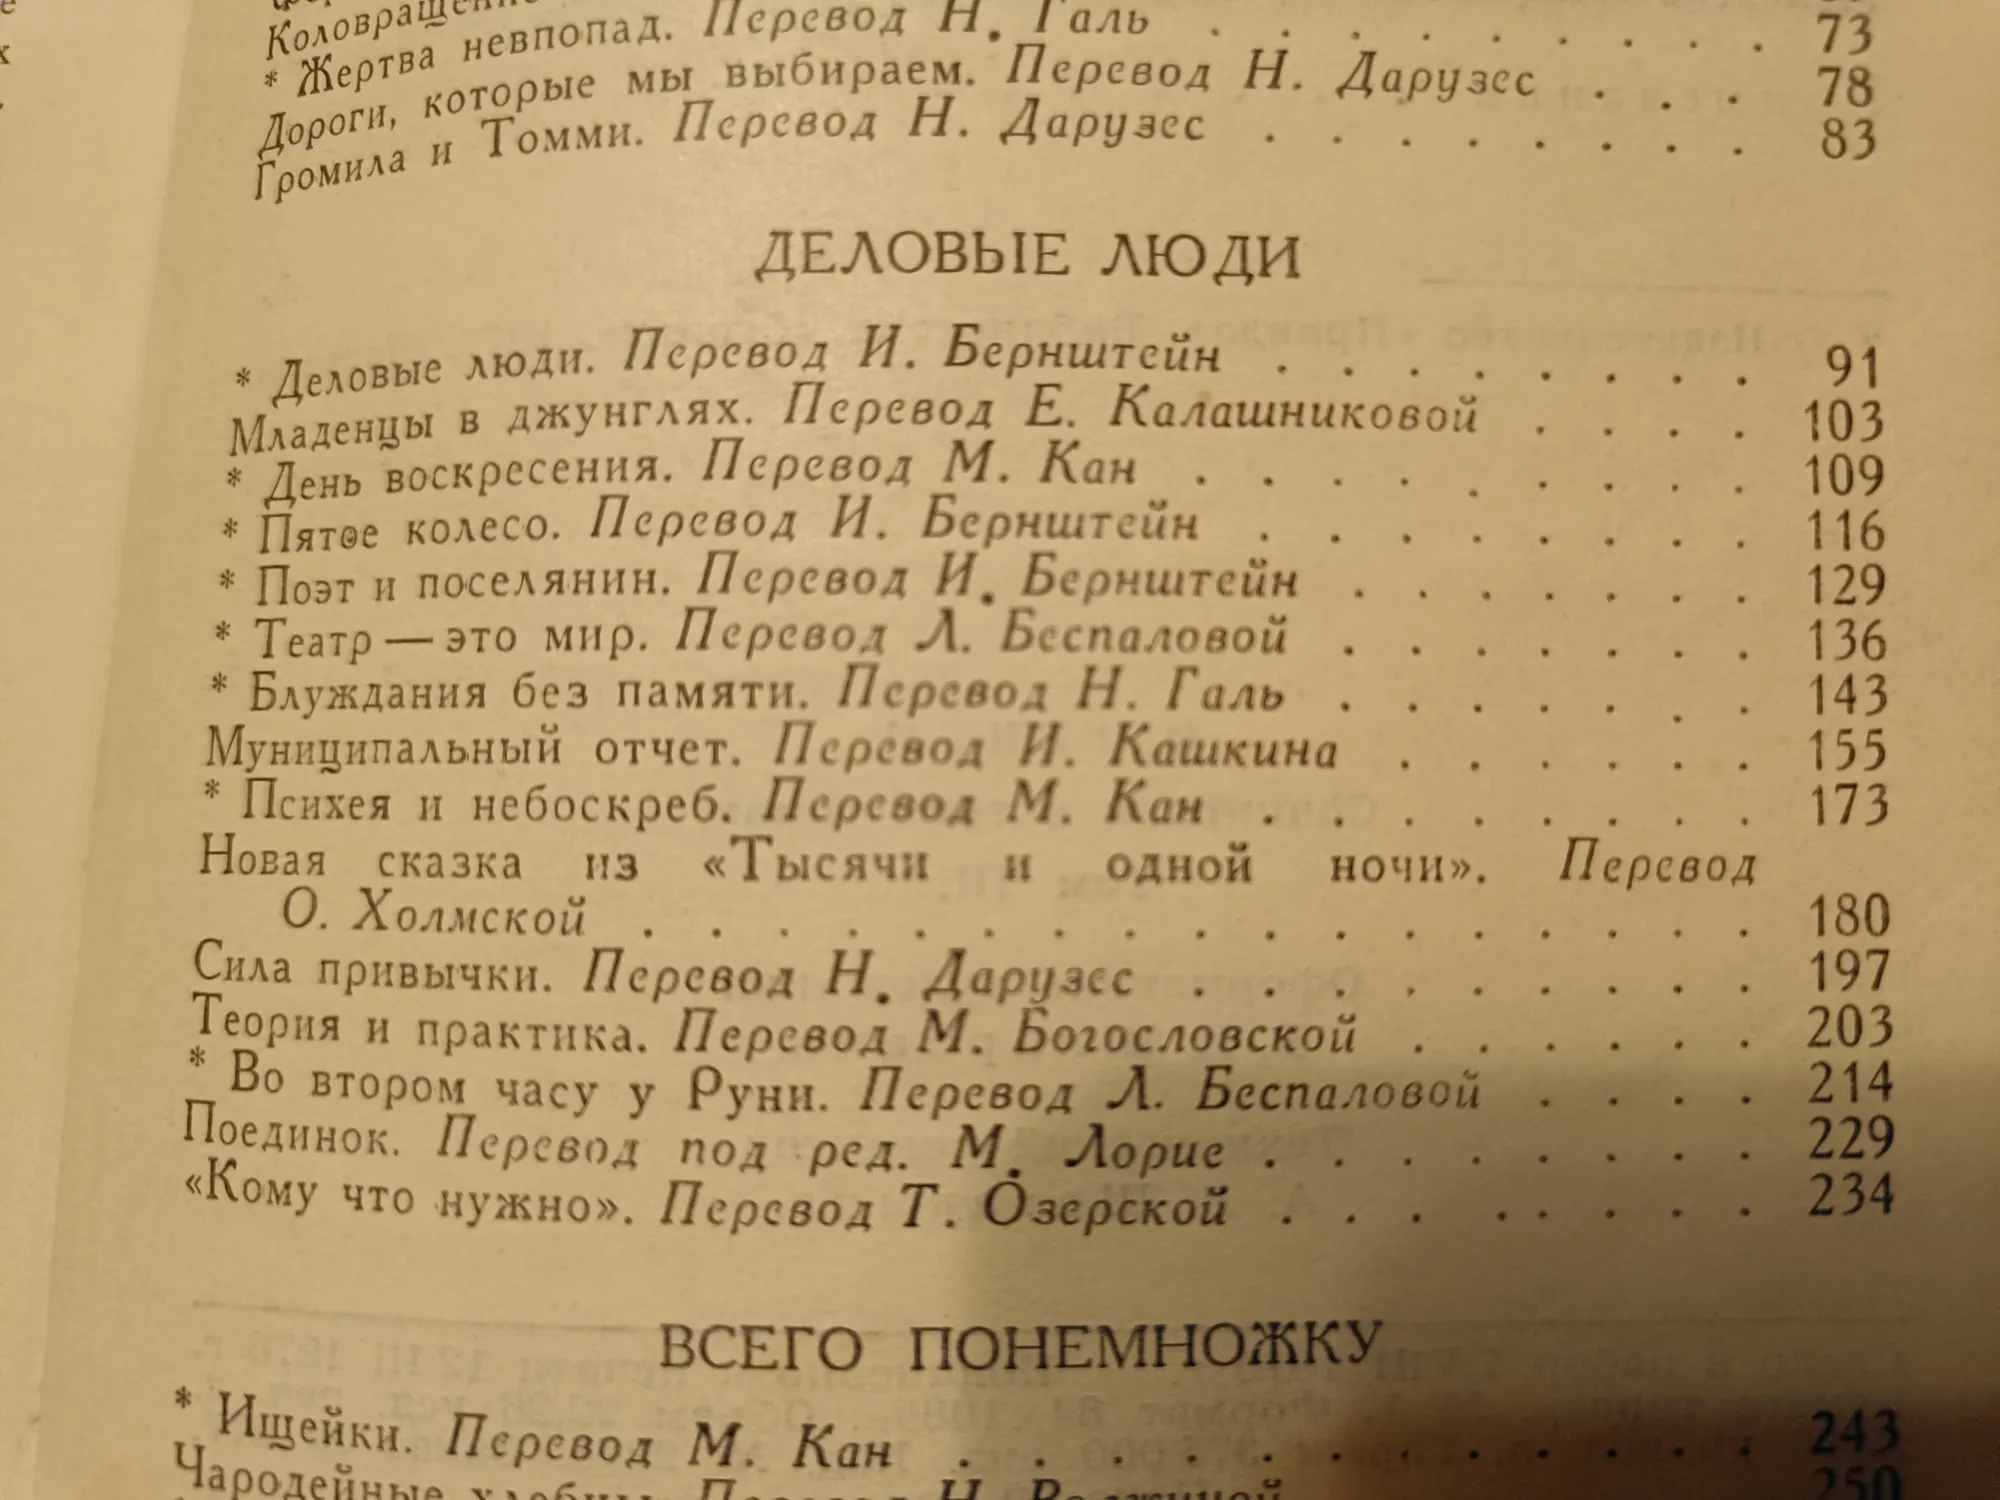 * Жертва невпопад. Перевод Н. Галь . . . . . . . . . 73
Дороги, которые мы выбираем. Перевод Н. Дарузес . . . 78
Громила и Томми. Перевод Н. Дарузес . . . . . . . . 83
ДЕЛОВЫЕ ЛЮДИ
* Деловые люди. Перевод И. Бернштейн . . . . . . . . 91
Младенцы в джунглях. Перевод Е. Калашниковой . . . . 103
* День воскресения. Перевод М. Кан . . . . . . . . . 109
* Пятое колесо. Перевод И. Бернштейн . . . . . . . . 116
* Поэт и поселянин. Перевод И. Бернштейн . . . . . . . 129
* Театр — это мир. Перевод Л. Беспаловой . . . . . . . 136
* Блуждания без памяти. Перевод Н. Галь . . . . . . . 143
Муниципальный отчет. Перевод И. Кашкина . . . . . . 155
* Психея и небоскреб. Перевод М. Кан . . . . . . . . 173
Новая сказка из «Тысячи и одной ночи». Перевод
О. Холмской . . . . . . . . . . . . . . . . . 180
Сила привычки. Перевод Н. Дарузес . . . . . . . . . 197
Теория и практика. Перевод М. Богословской . . . . . . 203
* Во втором часу у Руни. Перевод Л. Беспаловой . . . . 214
Поединок. Перевод под ред. М. Лорие . . . . . . . . 229
«Кому что нужно». Перевод Т. Озерской . . . . . . . . 234
ВСЕГО ПОНЕМНОЖКУ
* Ищейки. Перевод М. Кан . . . . . . . . . . . . 243
Чародейные 250